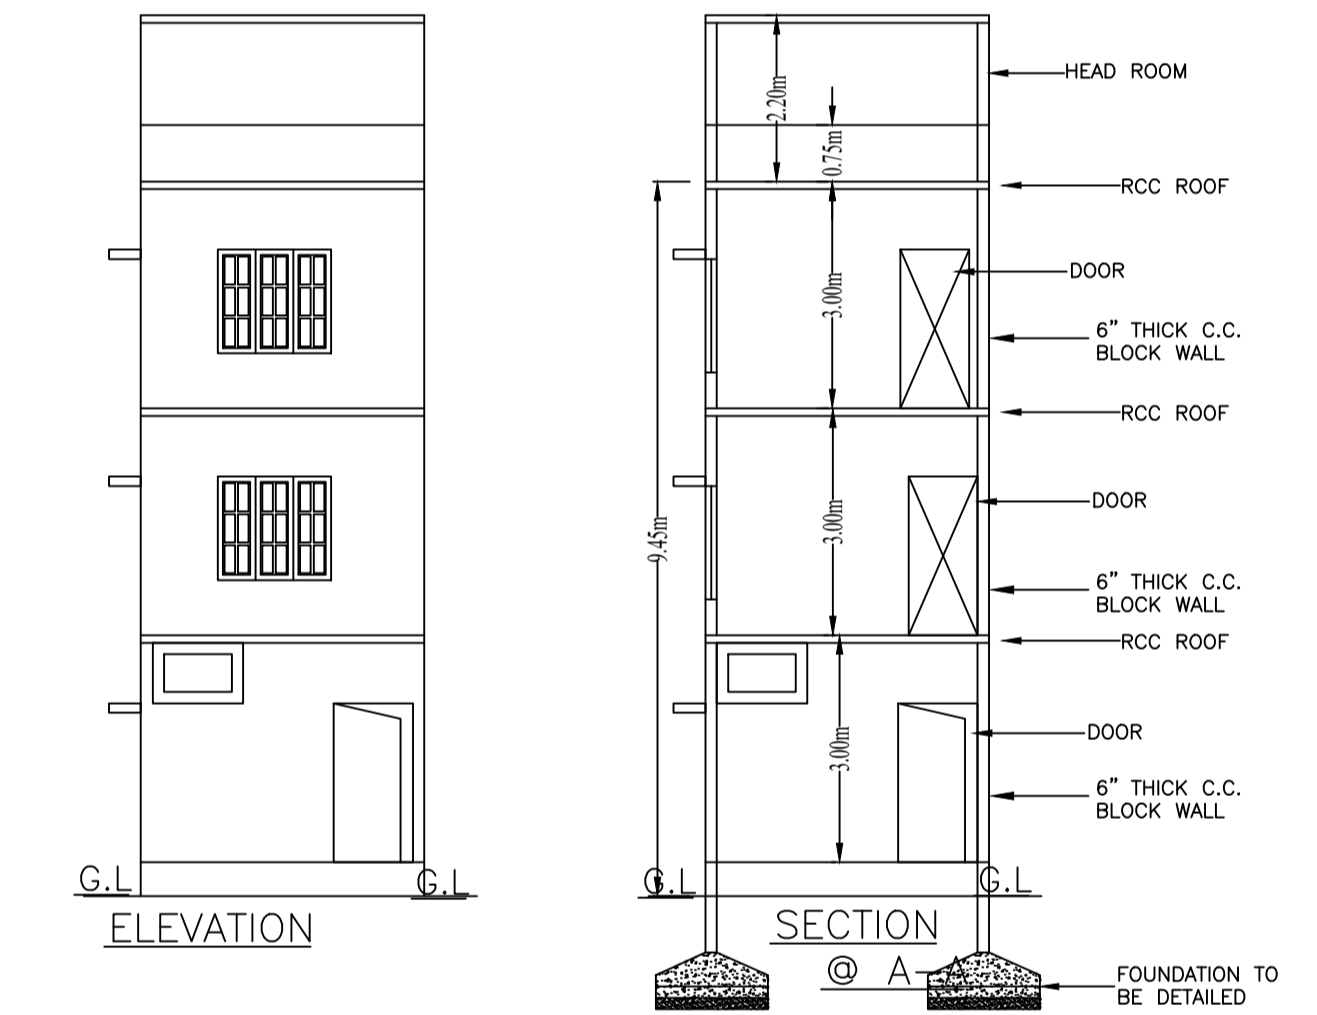 HEAD ROOM
2.20m
0.75m
RCC ROOF
DOOR
3.00m
6” THICK C.C.
BLOCK WALL
RCC ROOF
DOOR
3.00m
9.45m
6” THICK C.C.
BLOCK WALL
RCC ROOF
DOOR
3.00m
6” THICK C.C.
BLOCK WALL
G.L
G.L
G.L
G.L
ELEVATION
SECTION
@ A-A
FOUNDATION TO
BE DETAILED